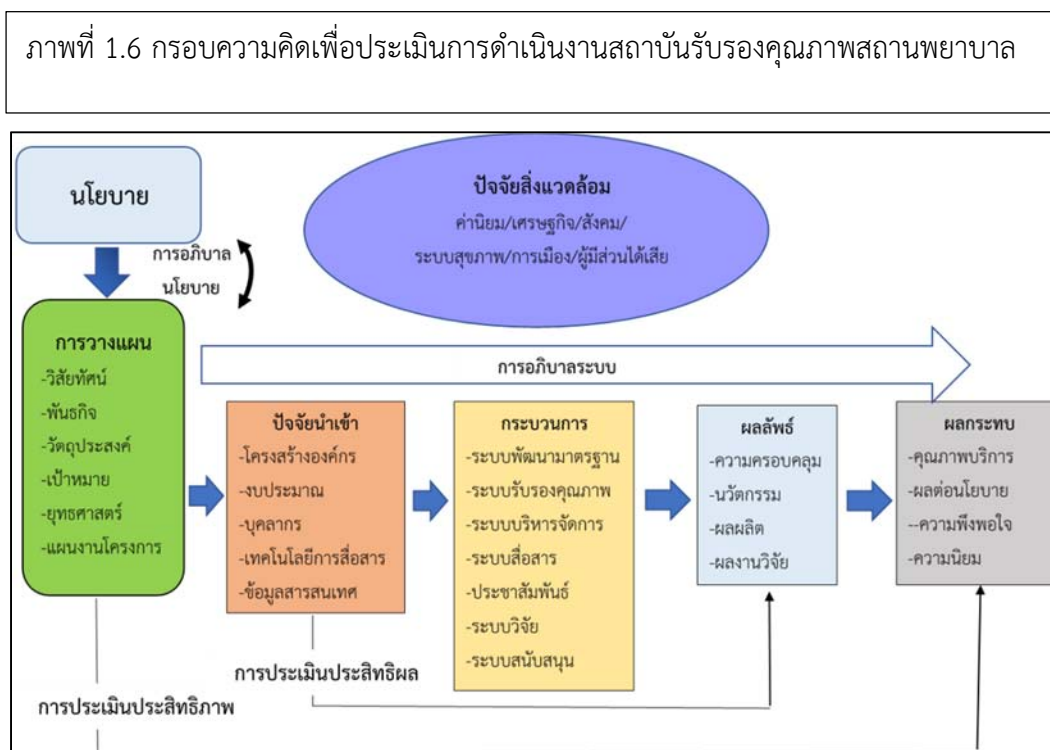 ภาพที่ 1.6 กรอบความคิดเพื่อประเมินการดำเนินงานสถาบันรับรองคุณภาพสถานพยาบาล
นโยบาย
ปัจจัยสิ่งแวดล้อม
ค่านิยม/เศรษฐกิจ/สังคม/
ระบบสุขภาพ/การเมือง/ผู้มีส่วนได้เสีย
การอภิบาล
นโยบาย
การวางแผน
-วิสัยทัศน์
-พันธกิจ
-วัตถุประสงค์
-เป้าหมาย
-ยุทธศาสตร์
-แผนงานโครงการ
การอภิบาลระบบ
ปัจจัยนำเข้า
-โครงสร้างองค์กร
-งบประมาณ
-บุคลากร
-เทคโนโลยีการสื่อสาร
-ข้อมูลสารสนเทศ
กระบวนการ
-ระบบพัฒนามาตรฐาน
-ระบบรับรองคุณภาพ
-ระบบบริหารจัดการ
-ระบบสื่อสาร
-ประชาสัมพันธ์
-ระบบวิจัย
-ระบบสนับสนุน
ผลลัพธ์
-ความครอบคลุม
-นวัตกรรม
-ผลผลิต
-ผลงานวิจัย
ผลกระทบ
-คุณภาพบริการ
-ผลต่อนโยบาย
--ความพึงพอใจ
-ความนิยม
การประเมินประสิทธิผล
การประเมินประสิทธิภาพ